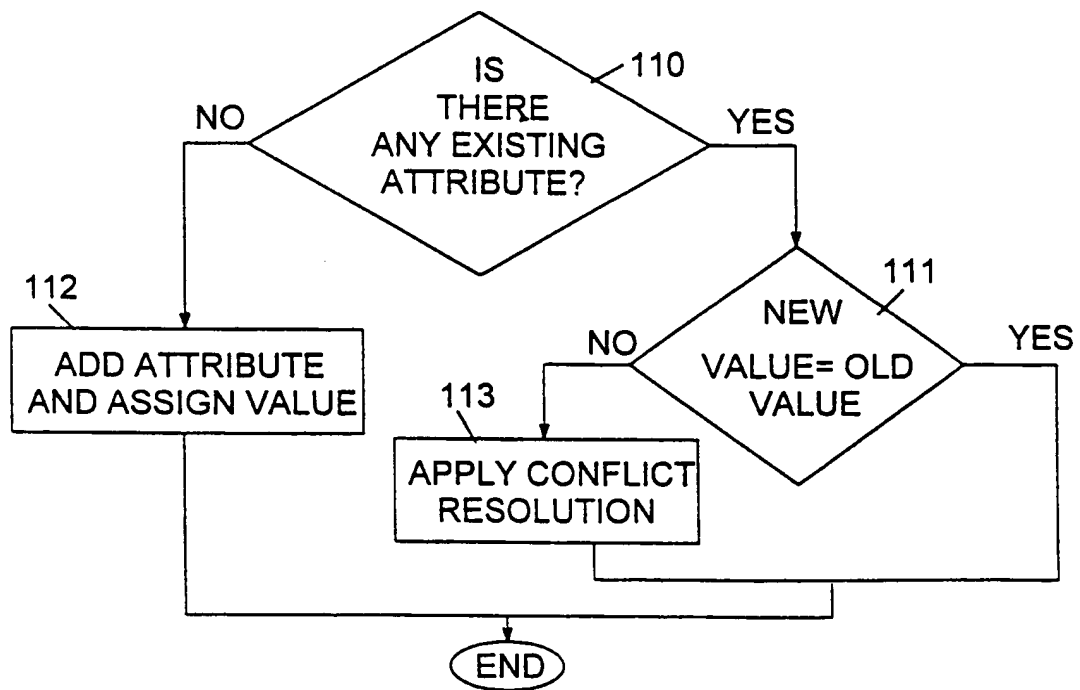 IS
THERE
ANY EXISTING
ATTRIBUTE?
110
NO
YES
112
ADD ATTRIBUTE
AND ASSIGN VALUE
111
NEW
VALUE= OLD
VALUE
NO
YES
113
APPLY CONFLICT
RESOLUTION
END